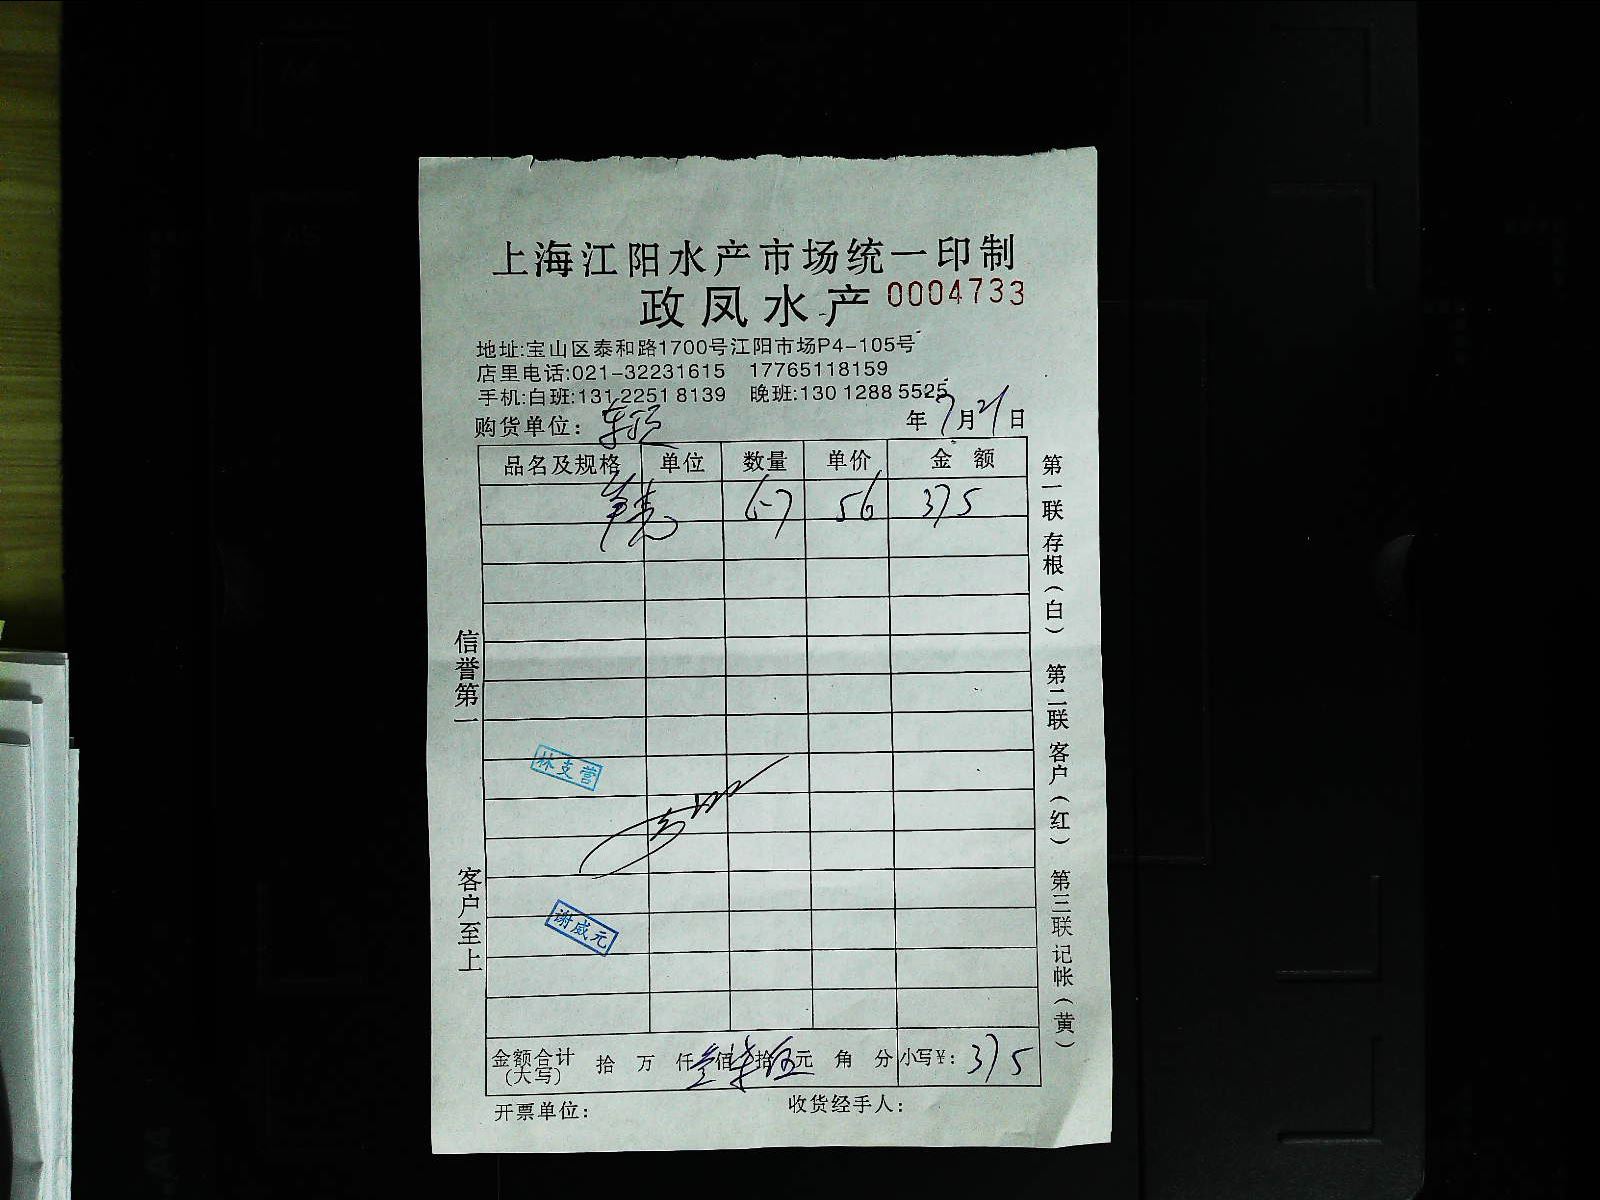 上海江阳水产市场统一印制
政凤水产 0004733
地址:宝山区泰和路1700号江阳市场P4-105号
店里电话:021-32231615 17765118159
手机:白班:131 2251 8139 晚班:130 1288 5525
购货单位： 年 7 月 21 日
品名及规格 单位 数量 单价 金额
6.7 56 375
林支营
谢威元
金额合计(大写) 拾 万 仟 叁佰 柒拾 伍元 角 分 小写¥: 375
开票单位: 收货经手人:
信誉第一
客户至上
第一联 存根(白) 第二联 客户(红) 第三联 记帐(黄)